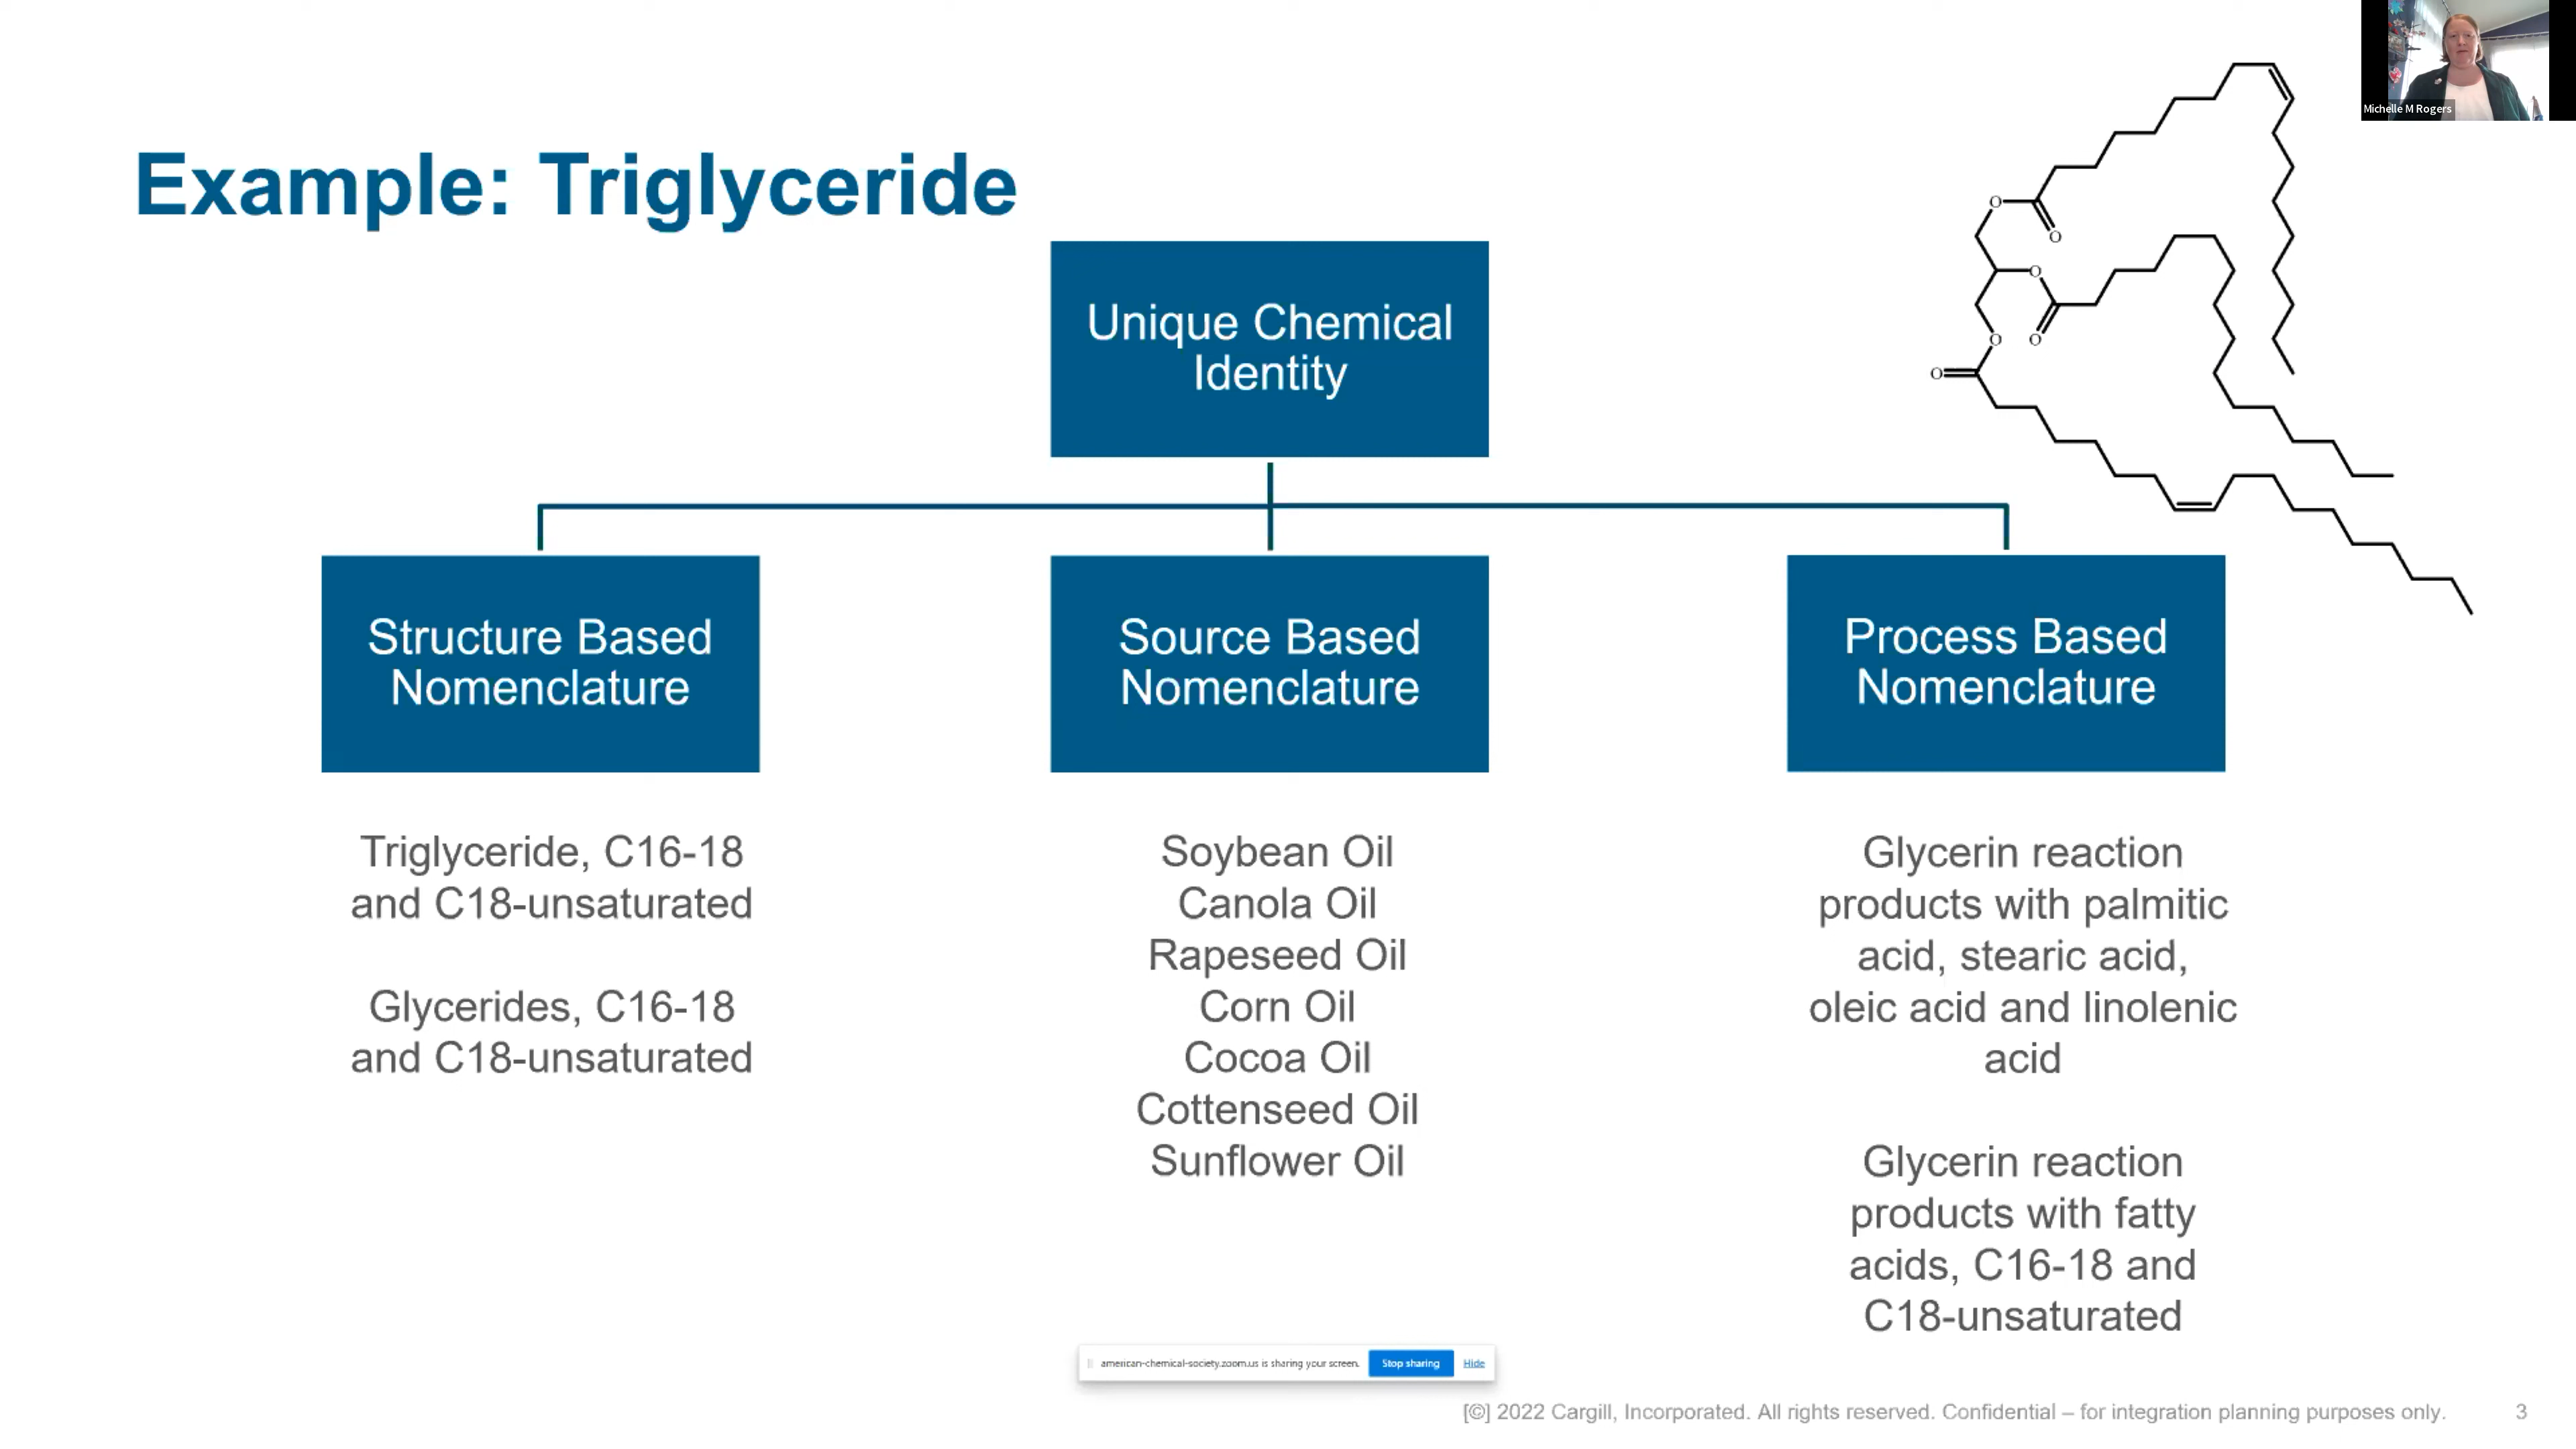 Michelle M Rogers
Example: Triglyceride
O
O
O
O
O
O
Unique Chemical
Identity
Structure Based
Nomenclature
Source Based
Nomenclature
Process Based
Nomenclature
Triglyceride, C16-18
and C18-unsaturated
Glycerides, C16-18
and C18-unsaturated
Soybean Oil
Canola Oil
Rapeseed Oil
Corn Oil
Cocoa Oil
Cottenseed Oil
Sunflower Oil
Glycerin reaction
products with palmitic
acid, stearic acid,
oleic acid and linolenic
acid
Glycerin reaction
products with fatty
acids, C16-18 and
C18-unsaturated
american-chemical-society.zoom.us is sharing your screen. Stop sharing Hide
[©] 2022 Cargill, Incorporated. All rights reserved. Confidential – for integration planning purposes only. 3